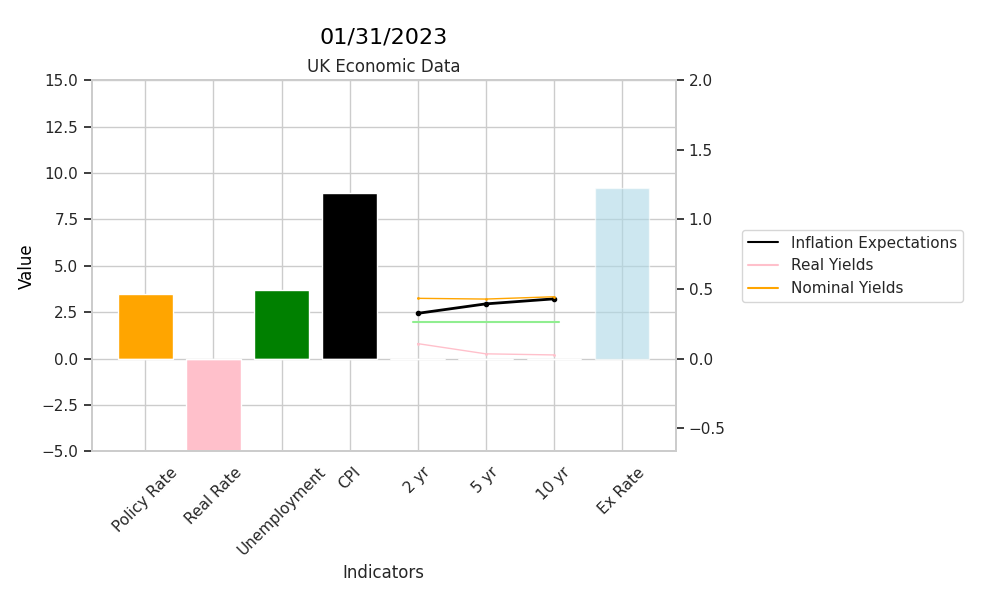 01/31/2023
UK Economic Data
15.0
12.5
10.0
7.5
5.0
2.5
0.0
−2.5
−5.0
Value
2.0
1.5
1.0
0.5
0.0
−0.5
Inflation Expectations
Real Yields
Nominal Yields
Policy Rate
Real Rate
Unemployment
CPI
2 yr
5 yr
10 yr
Ex Rate
Indicators